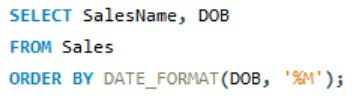 SELECT SalesName, DOB
FROM Sales
ORDER BY DATE_FORMAT(DOB, '%M');